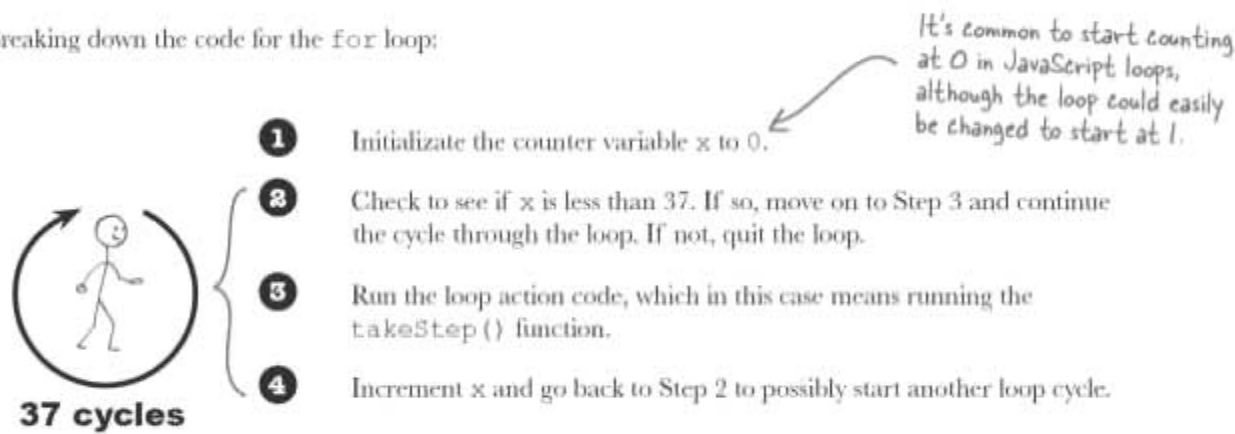 reaking down the code for the for loop:
It's common to start counting
at 0 in JavaScript loops,
although the loop could easily
be changed to start at 1.
1 Initializate the counter variable x to 0.
2 Check to see if x is less than 37. If so, move on to Step 3 and continue
the cycle through the loop. If not, quit the loop.
3 Run the loop action code, which in this case means running the
takeStep() function.
4 Increment x and go back to Step 2 to possibly start another loop cycle.
37 cycles